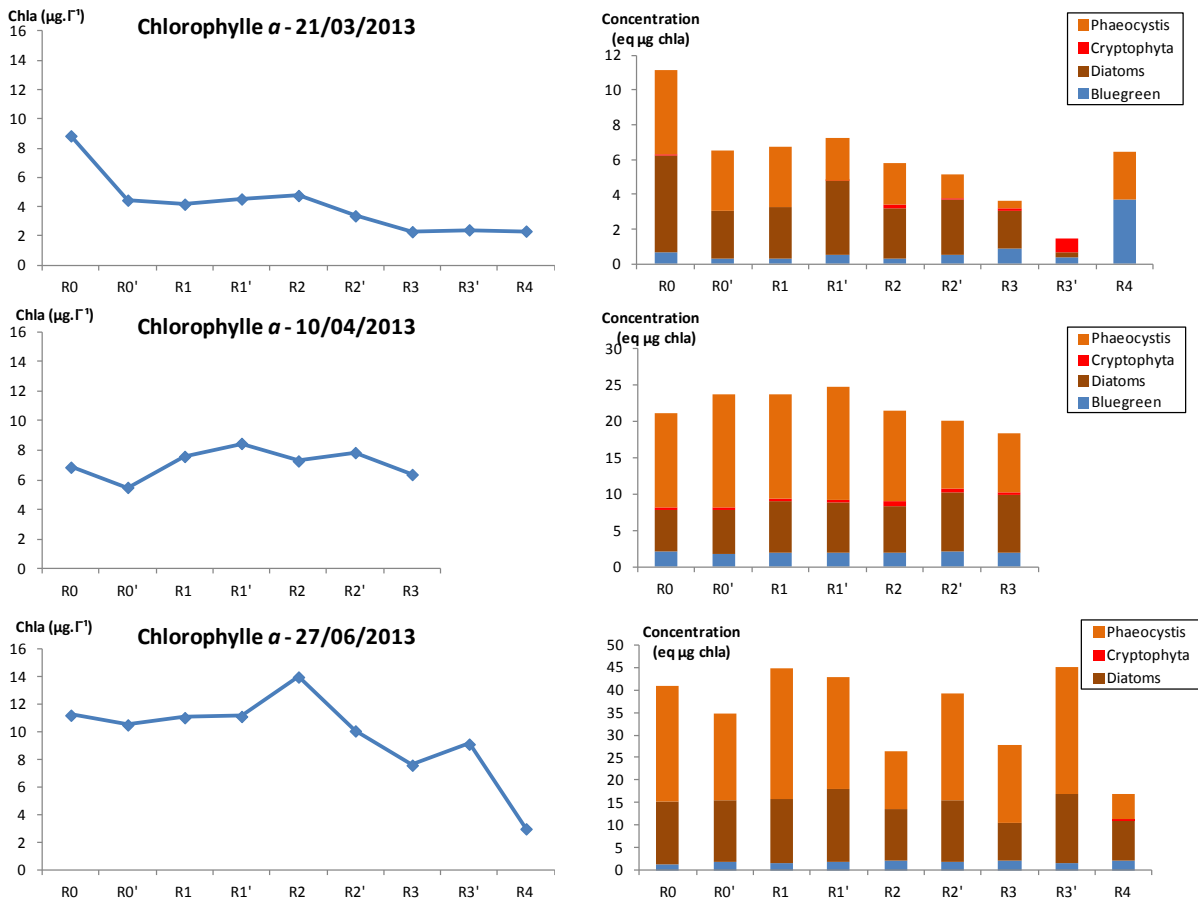 Chla (µg.l⁻¹)
Chlorophylle a - 21/03/2013
16
14
12
10
8
6
4
2
0
R0 R0' R1 R1' R2 R2' R3 R3' R4
Concentration
(eq µg chla)
12
10
8
6
4
2
0
R0 R0' R1 R1' R2 R2' R3 R3' R4
Phaeocystis
Cryptophyta
Diatoms
Bluegreen
Chla (µg.l⁻¹)
Chlorophylle a - 10/04/2013
16
14
12
10
8
6
4
2
0
R0 R0' R1 R1' R2 R2' R3
Concentration
(eq µg chla)
30
25
20
15
10
5
0
R0 R0' R1 R1' R2 R2' R3
Phaeocystis
Cryptophyta
Diatoms
Bluegreen
Chla (µg.l⁻¹)
Chlorophylle a - 27/06/2013
16
14
12
10
8
6
4
2
0
R0 R0' R1 R1' R2 R2' R3 R3' R4
Concentration
(eq µg chla)
50
45
40
35
30
25
20
15
10
5
0
R0 R0' R1 R1' R2 R2' R3 R3' R4
Phaeocystis
Cryptophyta
Diatoms